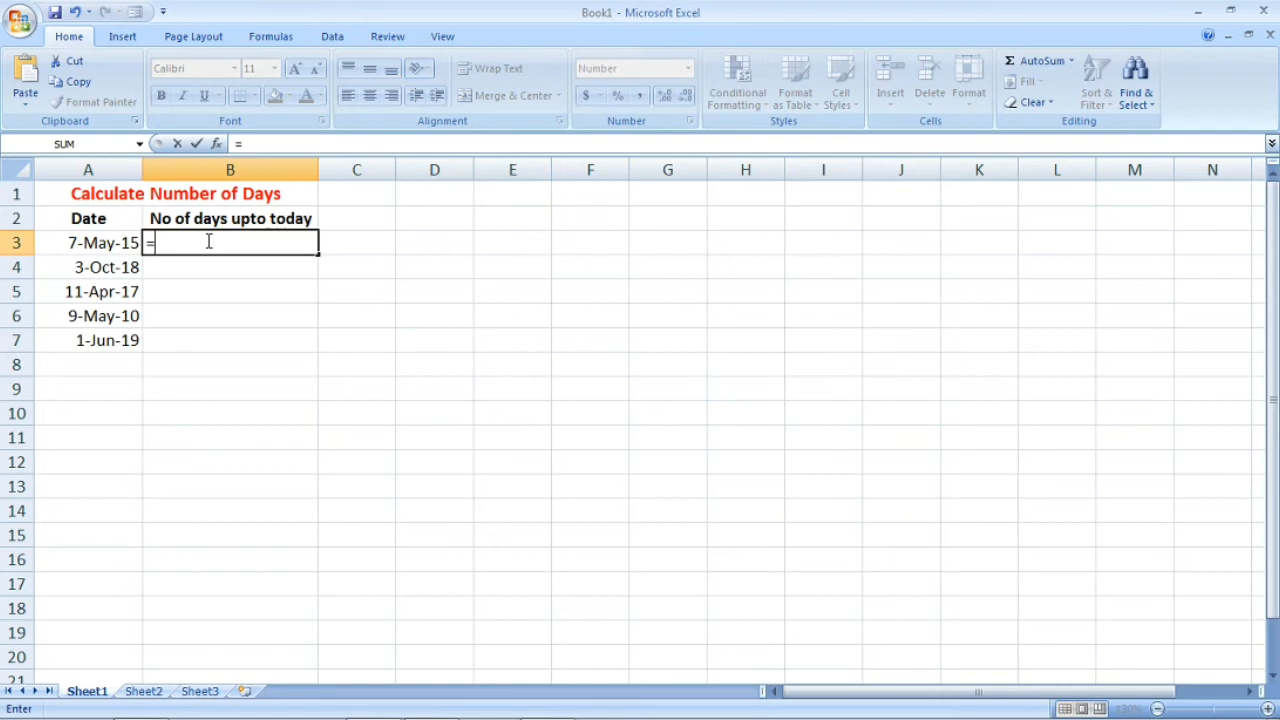 Book1 - Microsoft Excel
Home Insert Page Layout Formulas Data Review View
Paste Cut Copy Format Painter
Calibri 11 A A Wrap Text Number
B I U A Merge & Center $ % ,
Conditional Formatting Format as Table Cell Styles Insert Delete Format
Σ AutoSum Fill Clear Sort & Filter Find & Select
Clipboard Font Alignment Number Styles Cells Editing
SUM fx =
A B C D E F G H I J K L M N
1 Calculate Number of Days
2 Date No of days upto today
3 7-May-15 =
4 3-Oct-18
5 11-Apr-17
6 9-May-10
7 1-Jun-19
8
9
10
11
12
13
14
15
16
17
18
19
20
21
Sheet1 Sheet2 Sheet3
Enter 130%